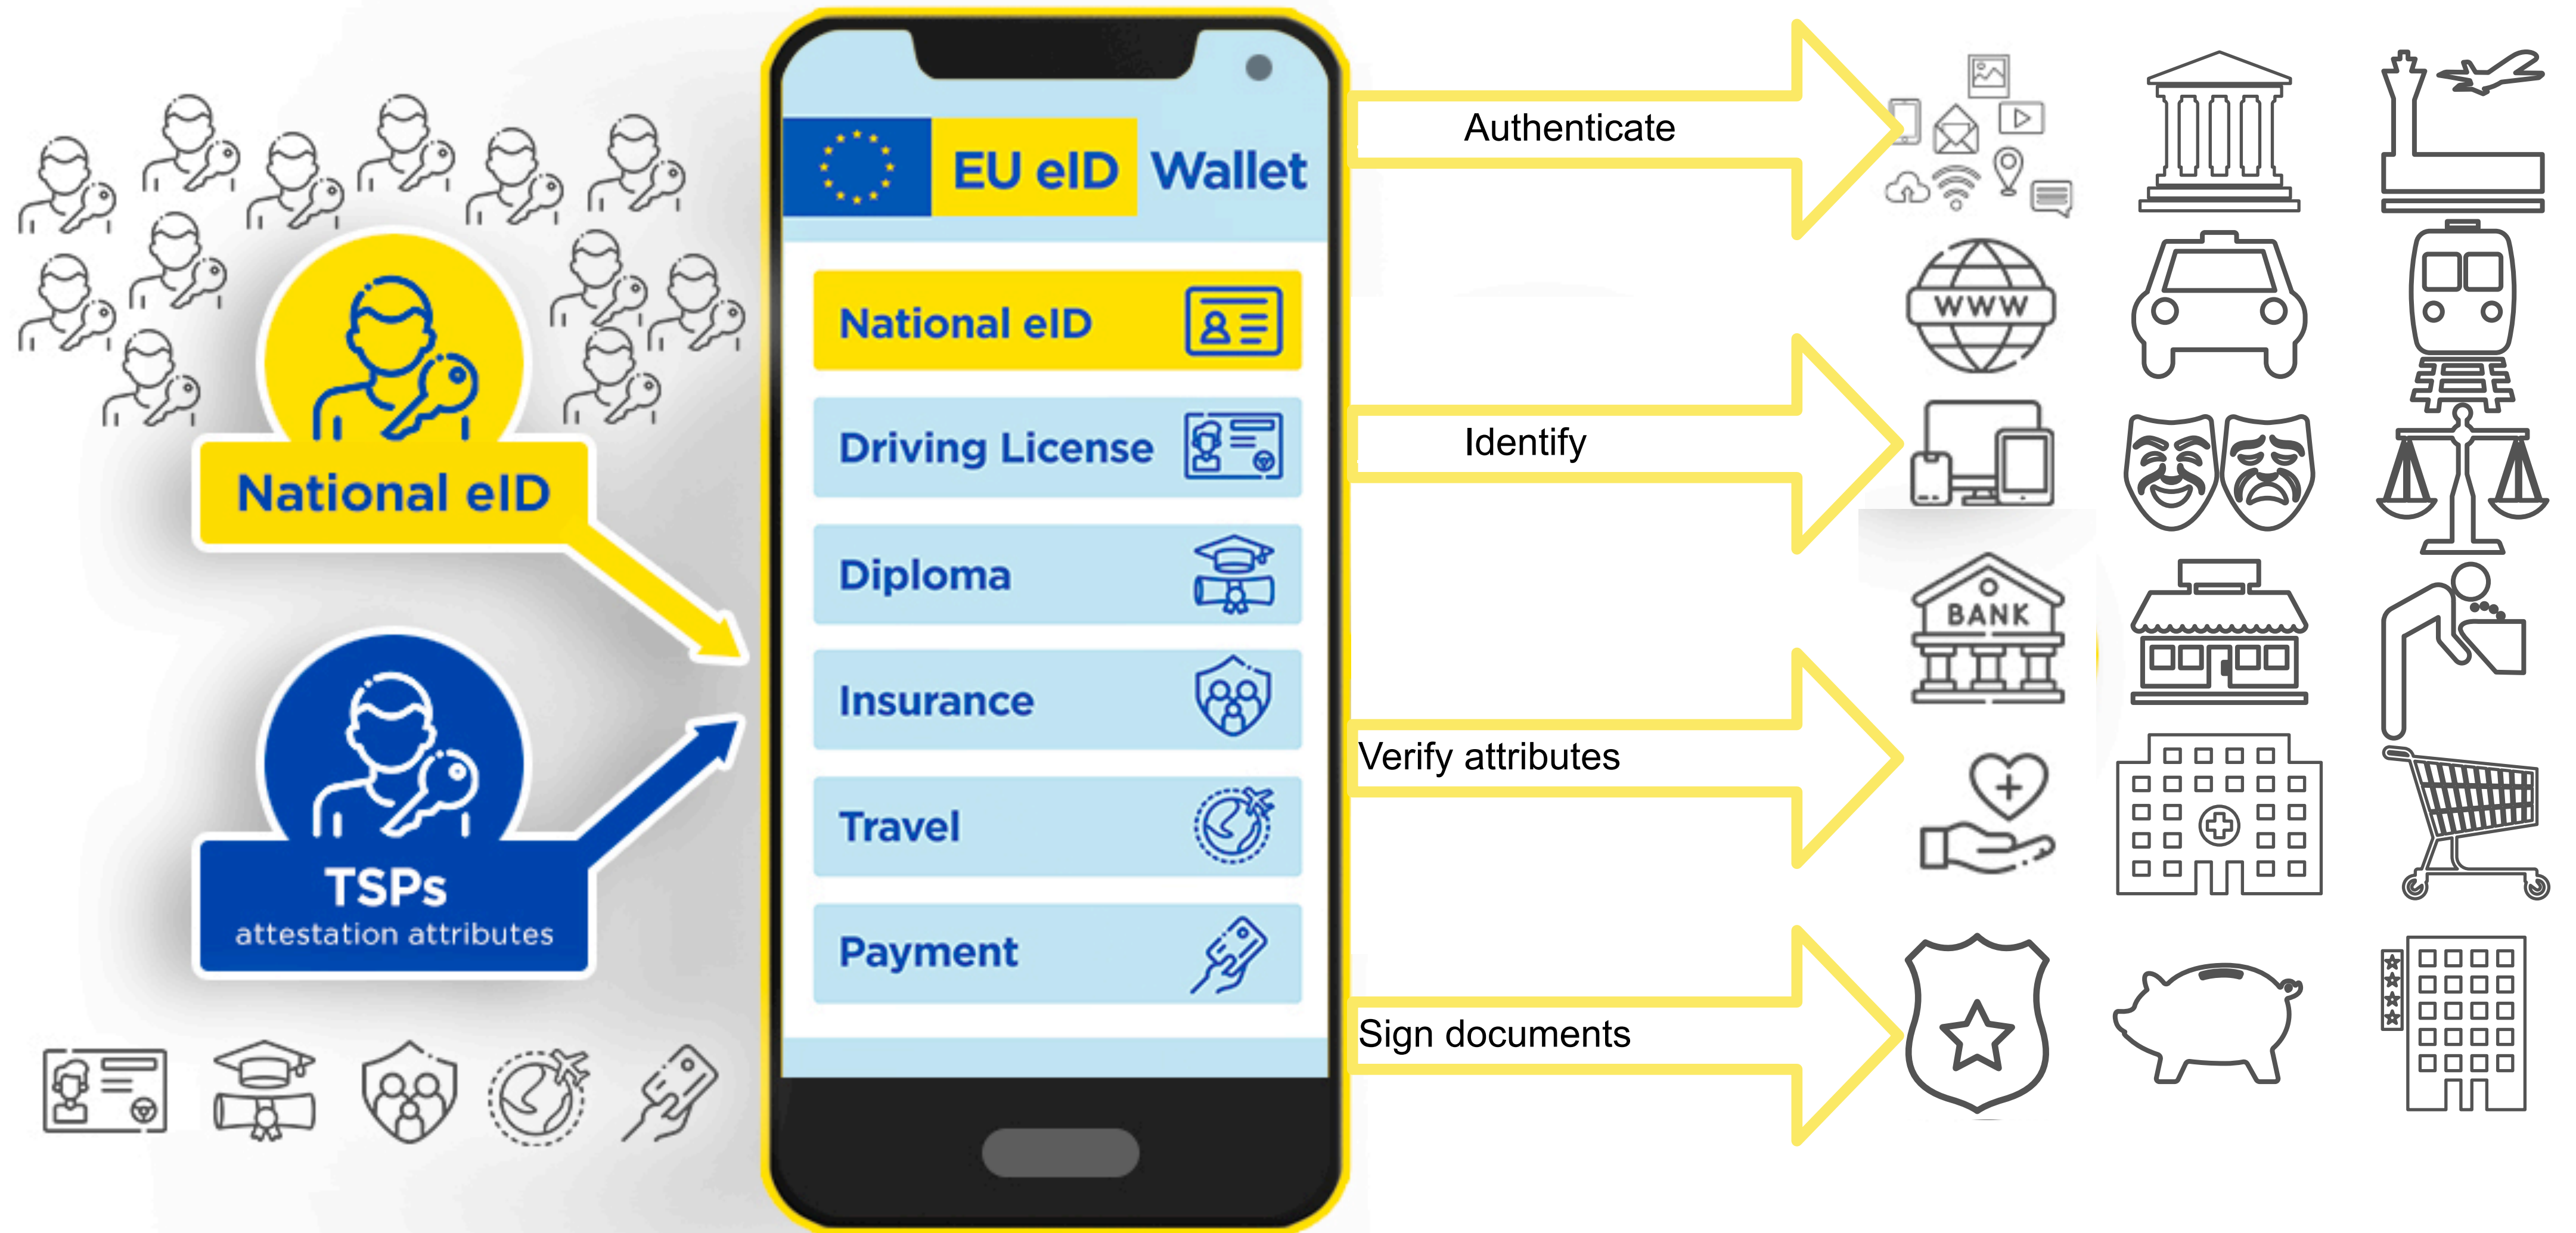 National eID
TSPs
attestation attributes
EU eID Wallet
National eID
Driving License
Diploma
Insurance
Travel
Payment
Authenticate
Identify
Verify attributes
Sign documents
WWW
BANK